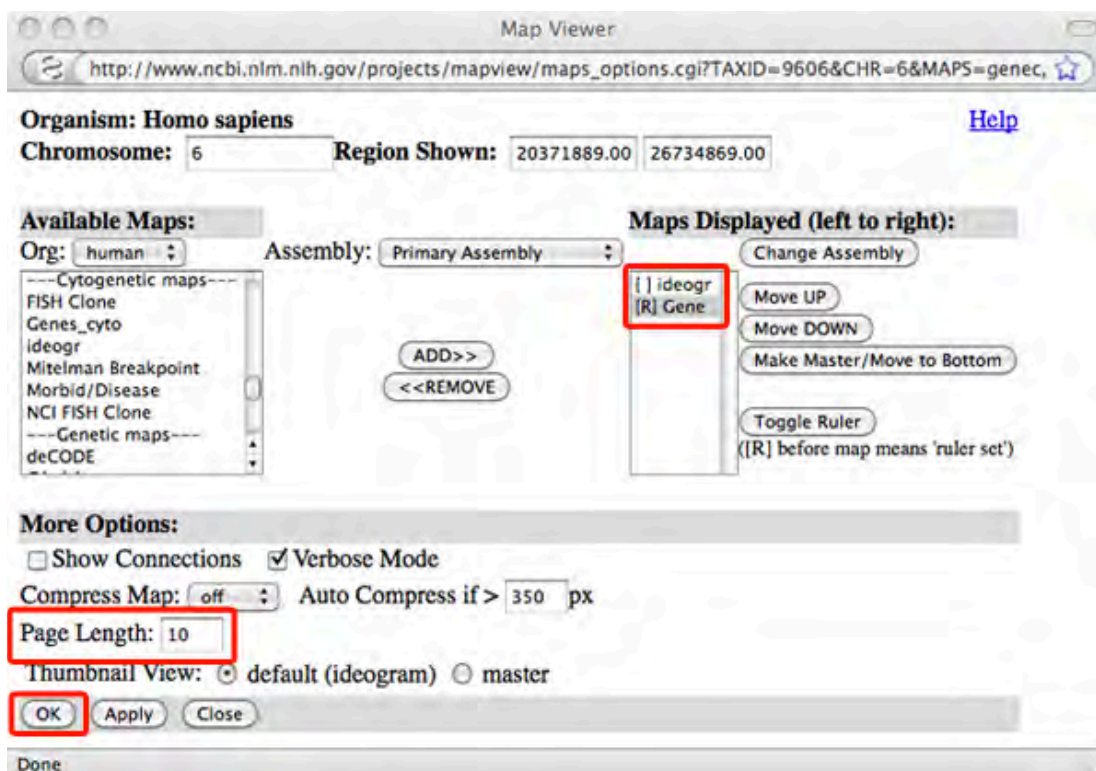 Map Viewer
http://www.ncbi.nlm.nih.gov/projects/mapview/maps_options.cgi?TAXID=9606&CHR=6&MAPS=genec,
Organism: Homo sapiens Help
Chromosome: 6 Region Shown: 20371889.00 26734869.00
Available Maps: Maps Displayed (left to right):
Org: human Assembly: Primary Assembly Change Assembly
---Cytogenetic maps---
FISH Clone
Genes_cyto
ideogr
Mitelman Breakpoint
Morbid/Disease
NCI FISH Clone
---Genetic maps---
deCODE
ADD>>
<<REMOVE
[ ] ideogr
[R] Gene
Move UP
Move DOWN
Make Master/Move to Bottom
Toggle Ruler
([R] before map means 'ruler set')
More Options:
Show Connections Verbose Mode
Compress Map: off Auto Compress if > 350 px
Page Length: 10
Thumbnail View: default (ideogram) master
OK Apply Close
Done